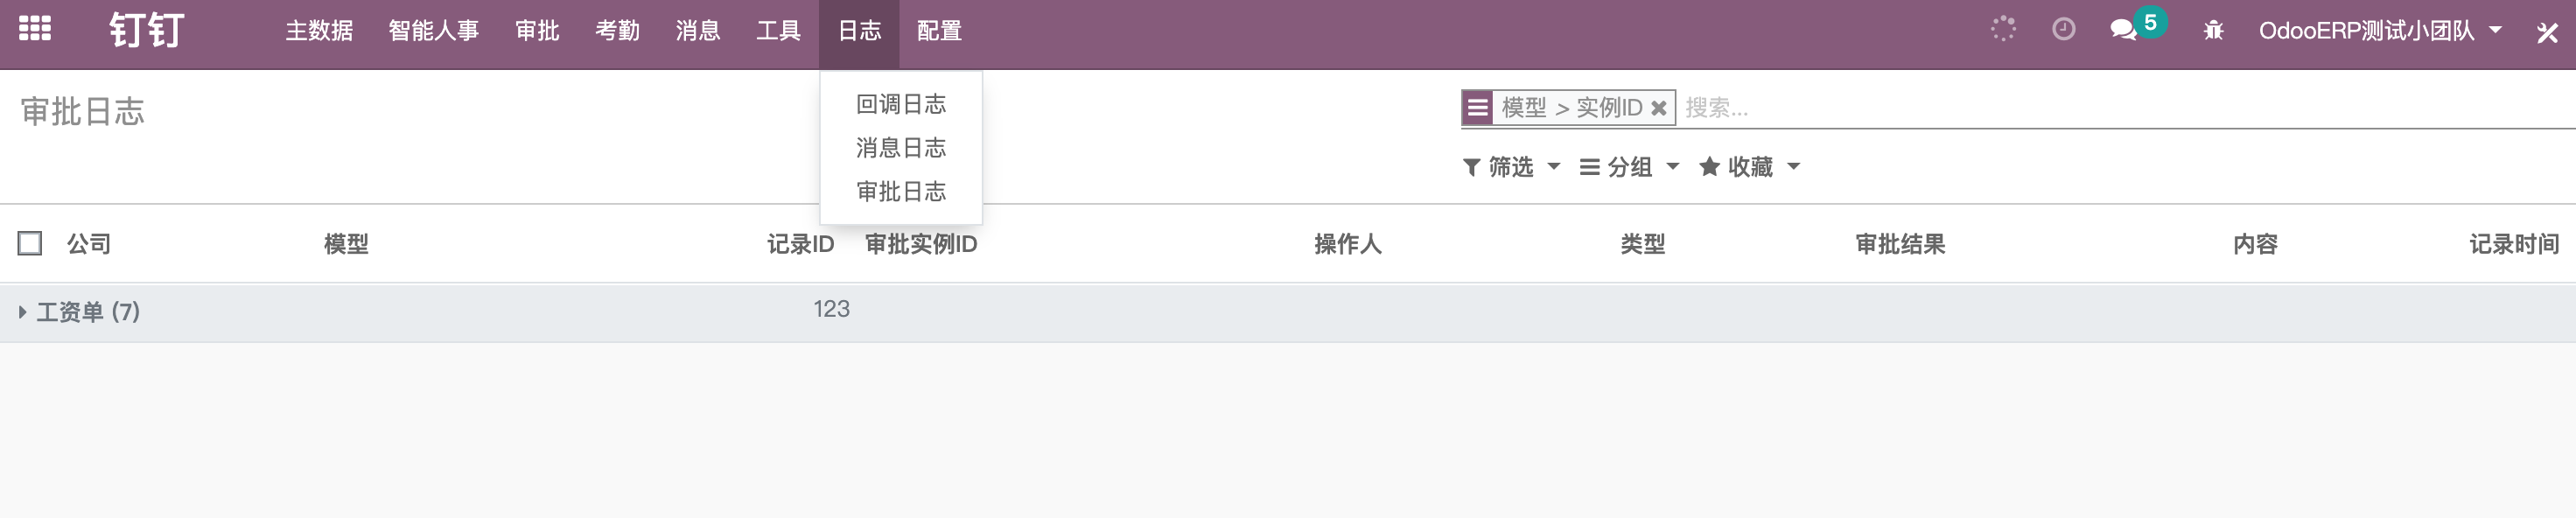 钉钉 主数据 智能人事 审批 考勤 消息 工具 日志 配置 5 OdooERP测试小团队
审批日志
回调日志
消息日志
审批日志
模型 > 实例ID 搜索...
筛选 分组 收藏
公司 模型 记录ID 审批实例ID 操作人 类型 审批结果 内容 记录时间
工资单 (7) 123